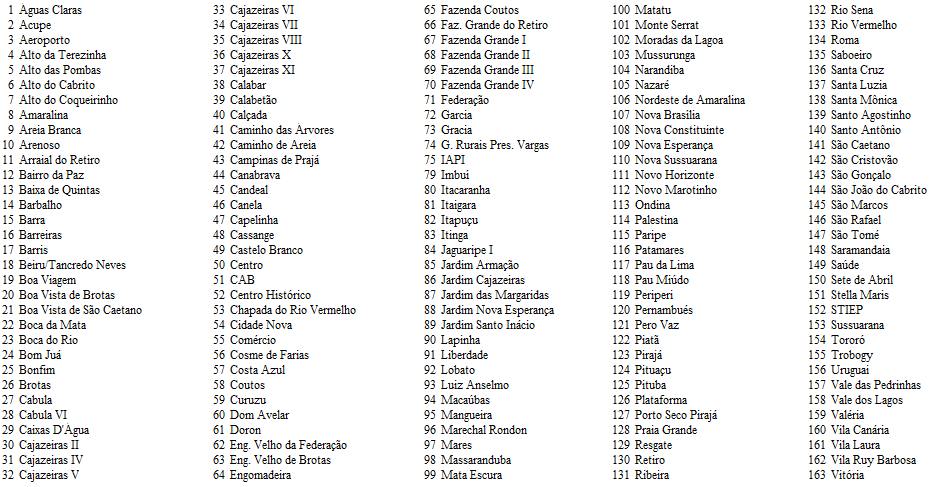 1 Águas Claras
2 Acupe
3 Aeroporto
4 Alto da Terezinha
5 Alto das Pombas
6 Alto do Cabrito
7 Alto do Coqueirinho
8 Amaralina
9 Areia Branca
10 Arenoso
11 Arraial do Retiro
12 Bairro da Paz
13 Baixa de Quintas
14 Barbalho
15 Barra
16 Barreiras
17 Barris
18 Beiru/Tancredo Neves
19 Boa Viagem
20 Boa Vista de Brotas
21 Boa Vista de São Caetano
22 Boca da Mata
23 Boca do Rio
24 Bom Juá
25 Bonfim
26 Brotas
27 Cabula
28 Cabula VI
29 Caixas D'Água
30 Cajazeiras II
31 Cajazeiras IV
32 Cajazeiras V
33 Cajazeiras VI
34 Cajazeiras VII
35 Cajazeiras VIII
36 Cajazeiras X
37 Cajazeiras XI
38 Calabar
39 Calabetão
40 Calçada
41 Caminho das Árvores
42 Caminho de Areia
43 Campinas de Prajá
44 Canabrava
45 Candeal
46 Canela
47 Capelinha
48 Cassange
49 Castelo Branco
50 Centro
51 CAB
52 Centro Histórico
53 Chapada do Rio Vermelho
54 Cidade Nova
55 Comércio
56 Cosme de Farias
57 Costa Azul
58 Coutos
59 Curuzu
60 Dom Avelar
61 Doron
62 Eng. Velho da Federação
63 Eng. Velho de Brotas
64 Engomadeira
65 Fazenda Coutos
66 Faz. Grande do Retiro
67 Fazenda Grande I
68 Fazenda Grande II
69 Fazenda Grande III
70 Fazenda Grande IV
71 Federação
72 Garcia
73 Gracia
74 G. Rurais Pres. Vargas
75 IAPI
79 Imbui
80 Itacaranha
81 Itaigara
82 Itapuçu
83 Itinga
84 Jaguaripe I
85 Jardim Armação
86 Jardim Cajazeiras
87 Jardim das Margaridas
88 Jardim Nova Esperança
89 Jardim Santo Inácio
90 Lapinha
91 Liberdade
92 Lobato
93 Luiz Anselmo
94 Macaúbas
95 Mangueira
96 Marechal Rondon
97 Mares
98 Massaranduba
99 Mata Escura
100 Matatu
101 Monte Serrat
102 Moradas da Lagoa
103 Mussurunga
104 Narandiba
105 Nazaré
106 Nordeste de Amaralina
107 Nova Brasilia
108 Nova Constituinte
109 Nova Esperança
110 Nova Sussuarana
111 Novo Horizonte
112 Novo Marotinho
113 Ondina
114 Palestina
115 Paripe
116 Patamares
117 Pau da Lima
118 Pau Miúdo
119 Periperi
120 Pernambués
121 Pero Vaz
122 Piatã
123 Pirajá
124 Pituaçu
125 Pituba
126 Plataforma
127 Porto Seco Pirajá
128 Praia Grande
129 Resgate
130 Retiro
131 Ribeira
132 Rio Sena
133 Rio Vermelho
134 Roma
135 Saboeiro
136 Santa Cruz
137 Santa Luzia
138 Santa Mônica
139 Santo Agostinho
140 Santo Antônio
141 São Caetano
142 São Cristovão
143 São Gonçalo
144 São João do Cabrito
145 São Marcos
146 São Rafael
147 São Tomé
148 Saramandaia
149 Saúde
150 Sete de Abril
151 Stella Maris
152 STIEP
153 Sussuarana
154 Tororó
155 Trobogy
156 Uruguai
157 Vale das Pedrinhas
158 Vale dos Lagos
159 Valéria
160 Vila Canária
161 Vila Laura
162 Vila Ruy Barbosa
163 Vitória